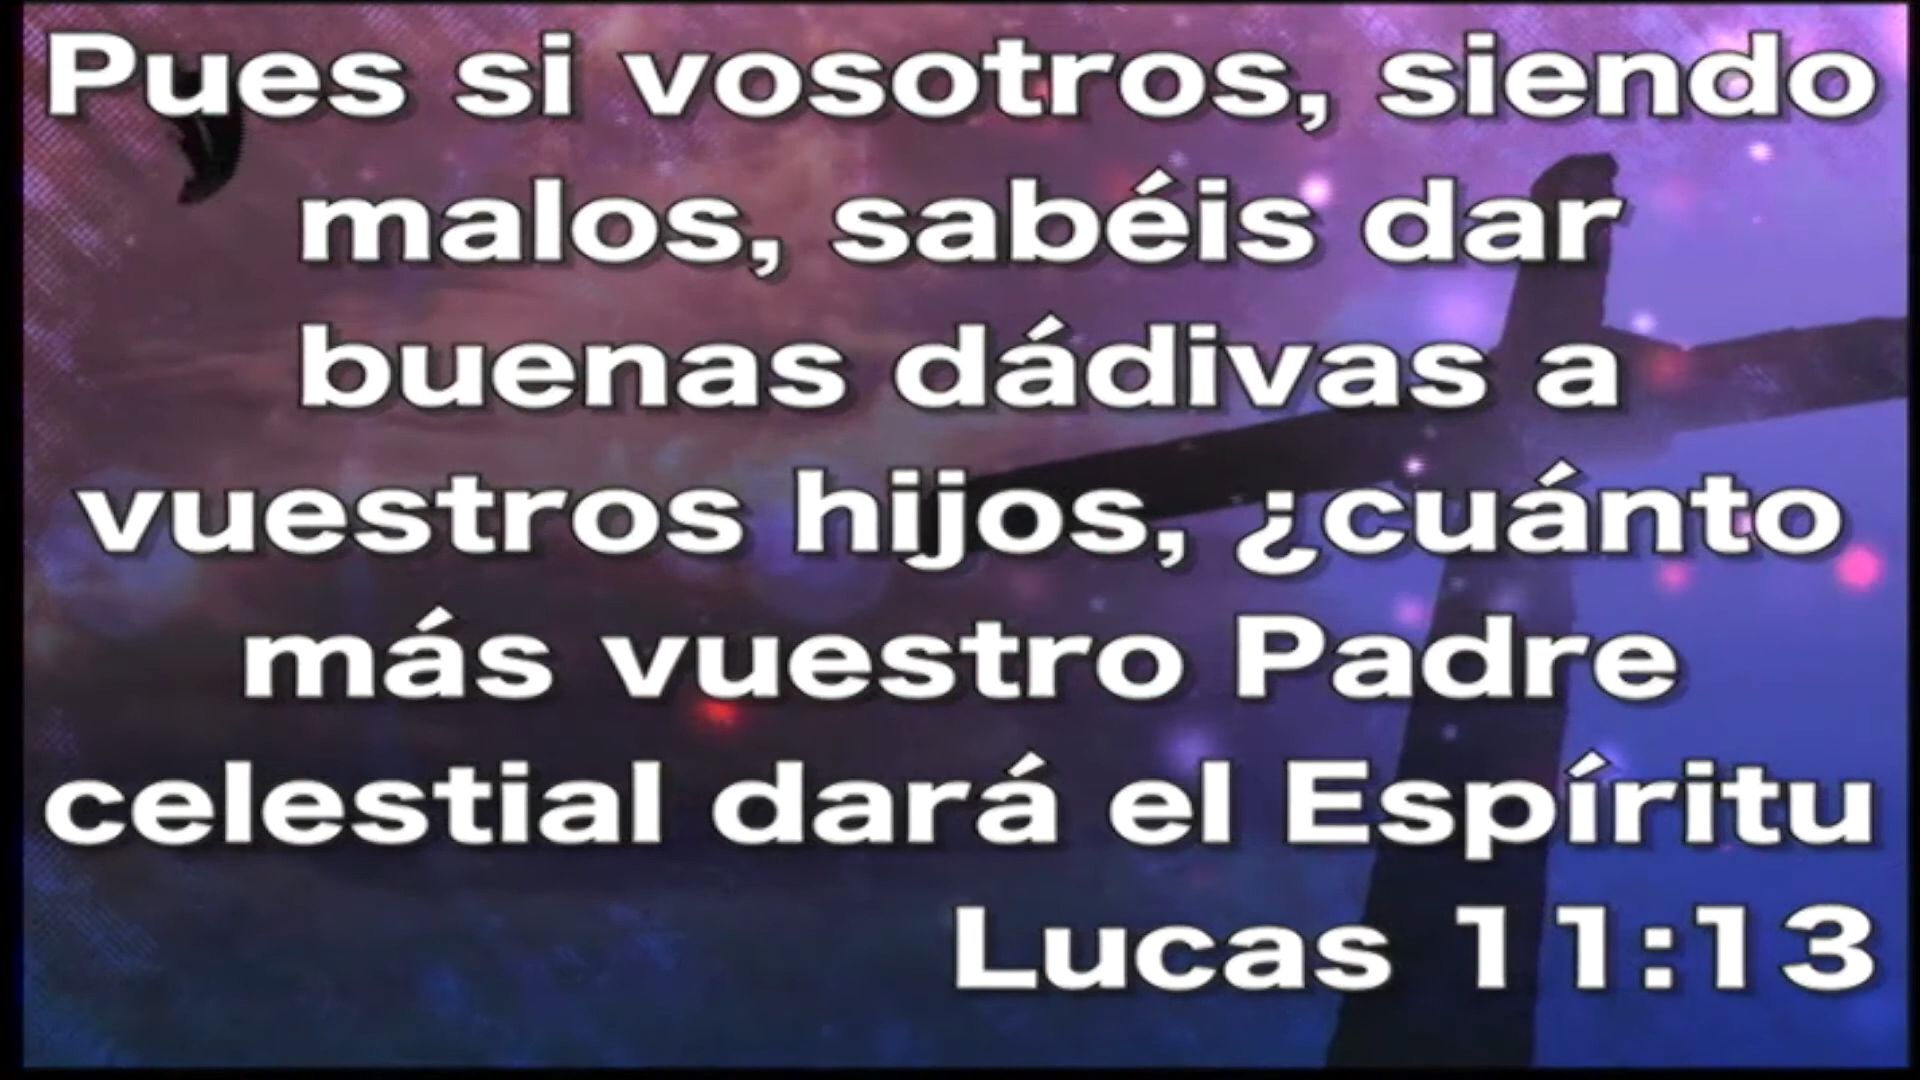 Pues si vosotros, siendo
malos, sabéis dar
buenas dádivas a
vuestros hijos, ¿cuánto
más vuestro Padre
celestial dará el Espíritu
Lucas 11:13